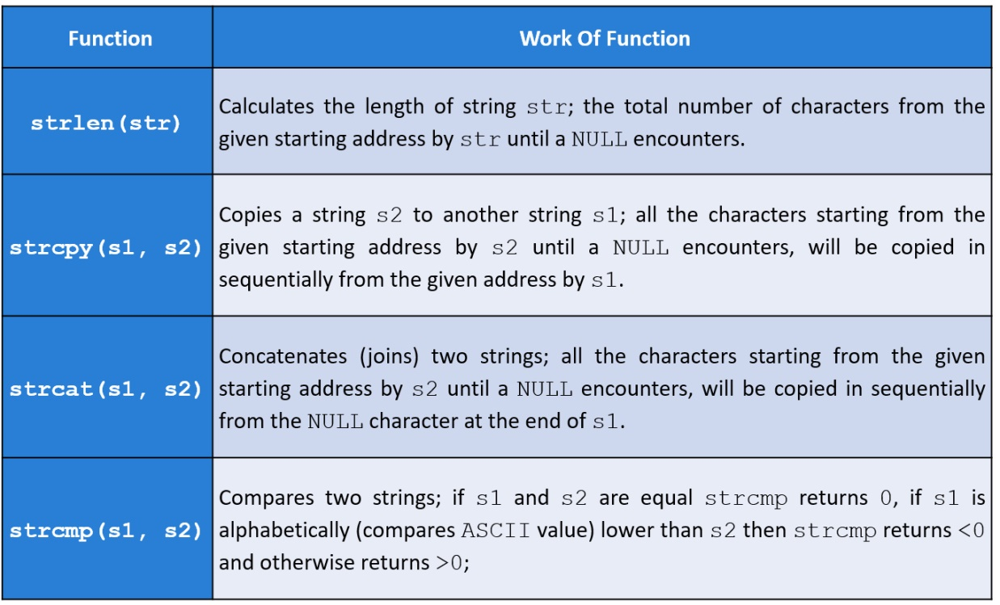 Function
Work Of Function
strlen(str)
Calculates the length of string str; the total number of characters from the
given starting address by str until a NULL encounters.
strcpy(s1, s2)
Copies a string s2 to another string s1; all the characters starting from the
given starting address by s2 until a NULL encounters, will be copied in
sequentially from the given address by s1.
strcat(s1, s2)
Concatenates (joins) two strings; all the characters starting from the given
starting address by s2 until a NULL encounters, will be copied in sequentially
from the NULL character at the end of s1.
strcmp(s1, s2)
Compares two strings; if s1 and s2 are equal strcmp returns 0, if s1 is
alphabetically (compares ASCII value) lower than s2 then strcmp returns <0
and otherwise returns >0;